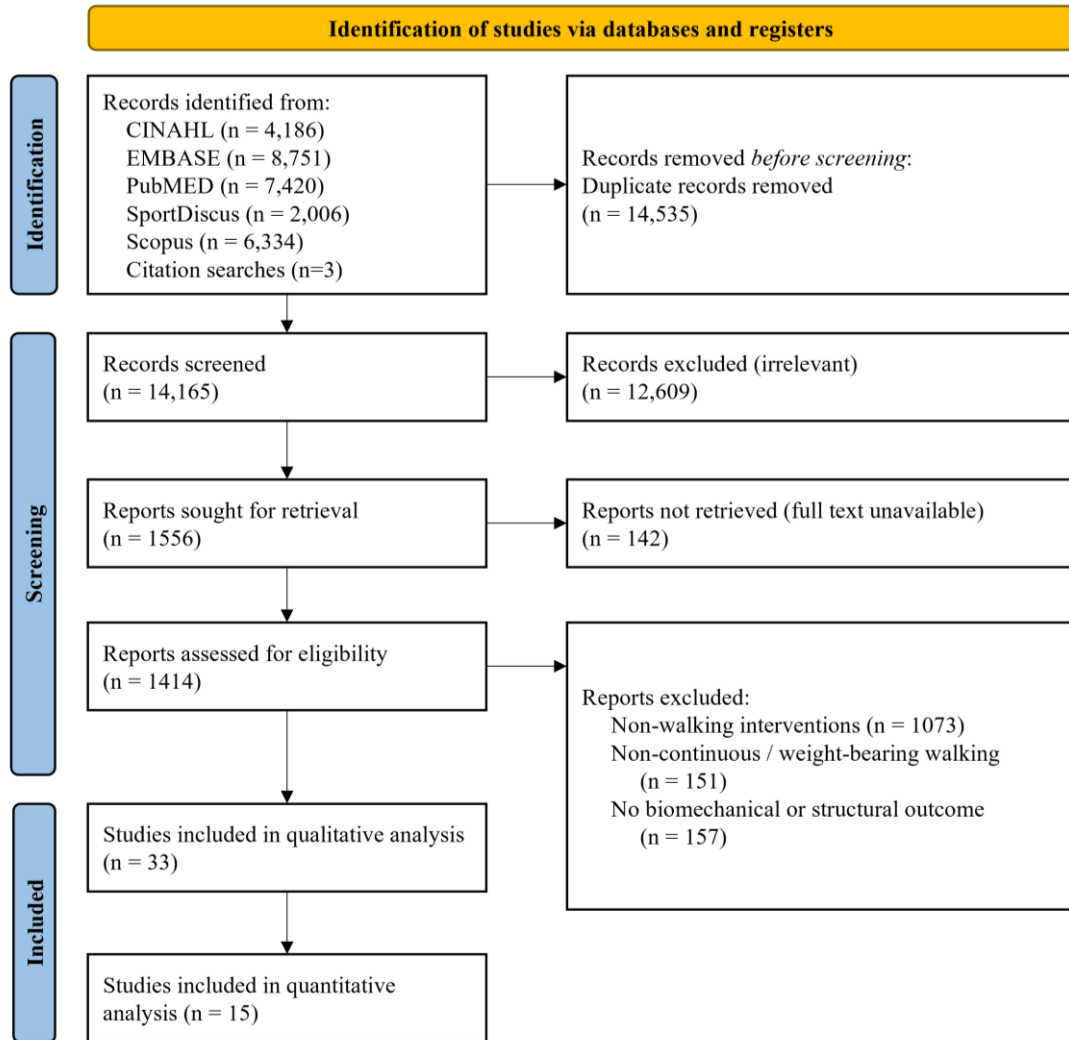 Identification of studies via databases and registers
Identification
Records identified from:
CINAHL (n = 4,186)
EMBASE (n = 8,751)
PubMED (n = 7,420)
SportDiscus (n = 2,006)
Scopus (n = 6,334)
Citation searches (n=3)
Records removed before screening:
Duplicate records removed
(n = 14,535)
Screening
Records screened
(n = 14,165)
Records excluded (irrelevant)
(n = 12,609)
Reports sought for retrieval
(n = 1556)
Reports not retrieved (full text unavailable)
(n = 142)
Reports assessed for eligibility
(n = 1414)
Reports excluded:
Non-walking interventions (n = 1073)
Non-continuous / weight-bearing walking
(n = 151)
No biomechanical or structural outcome
(n = 157)
Included
Studies included in qualitative analysis
(n = 33)
Studies included in quantitative
analysis (n = 15)